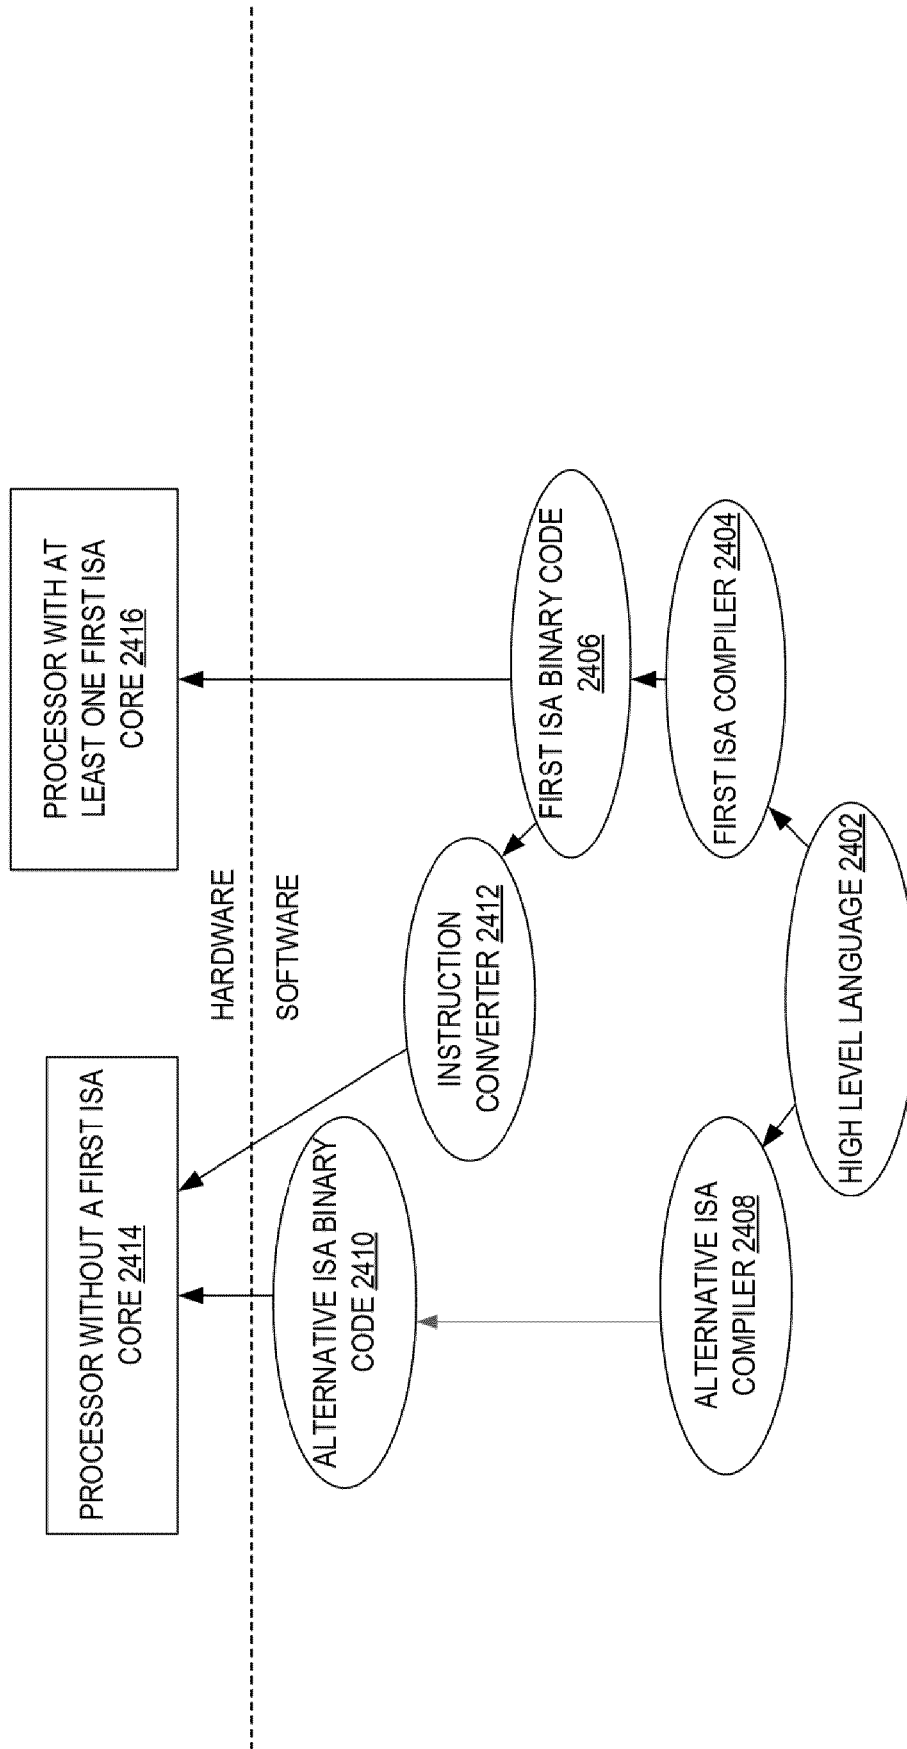 PROCESSOR WITHOUT A FIRST ISA
CORE 2414
PROCESSOR WITH AT
LEAST ONE FIRST ISA
CORE 2416
HARDWARE
SOFTWARE
ALTERNATIVE ISA BINARY
CODE 2410
INSTRUCTION
CONVERTER 2412
FIRST ISA BINARY CODE
2406
ALTERNATIVE ISA
COMPILER 2408
FIRST ISA COMPILER 2404
HIGH LEVEL LANGUAGE 2402